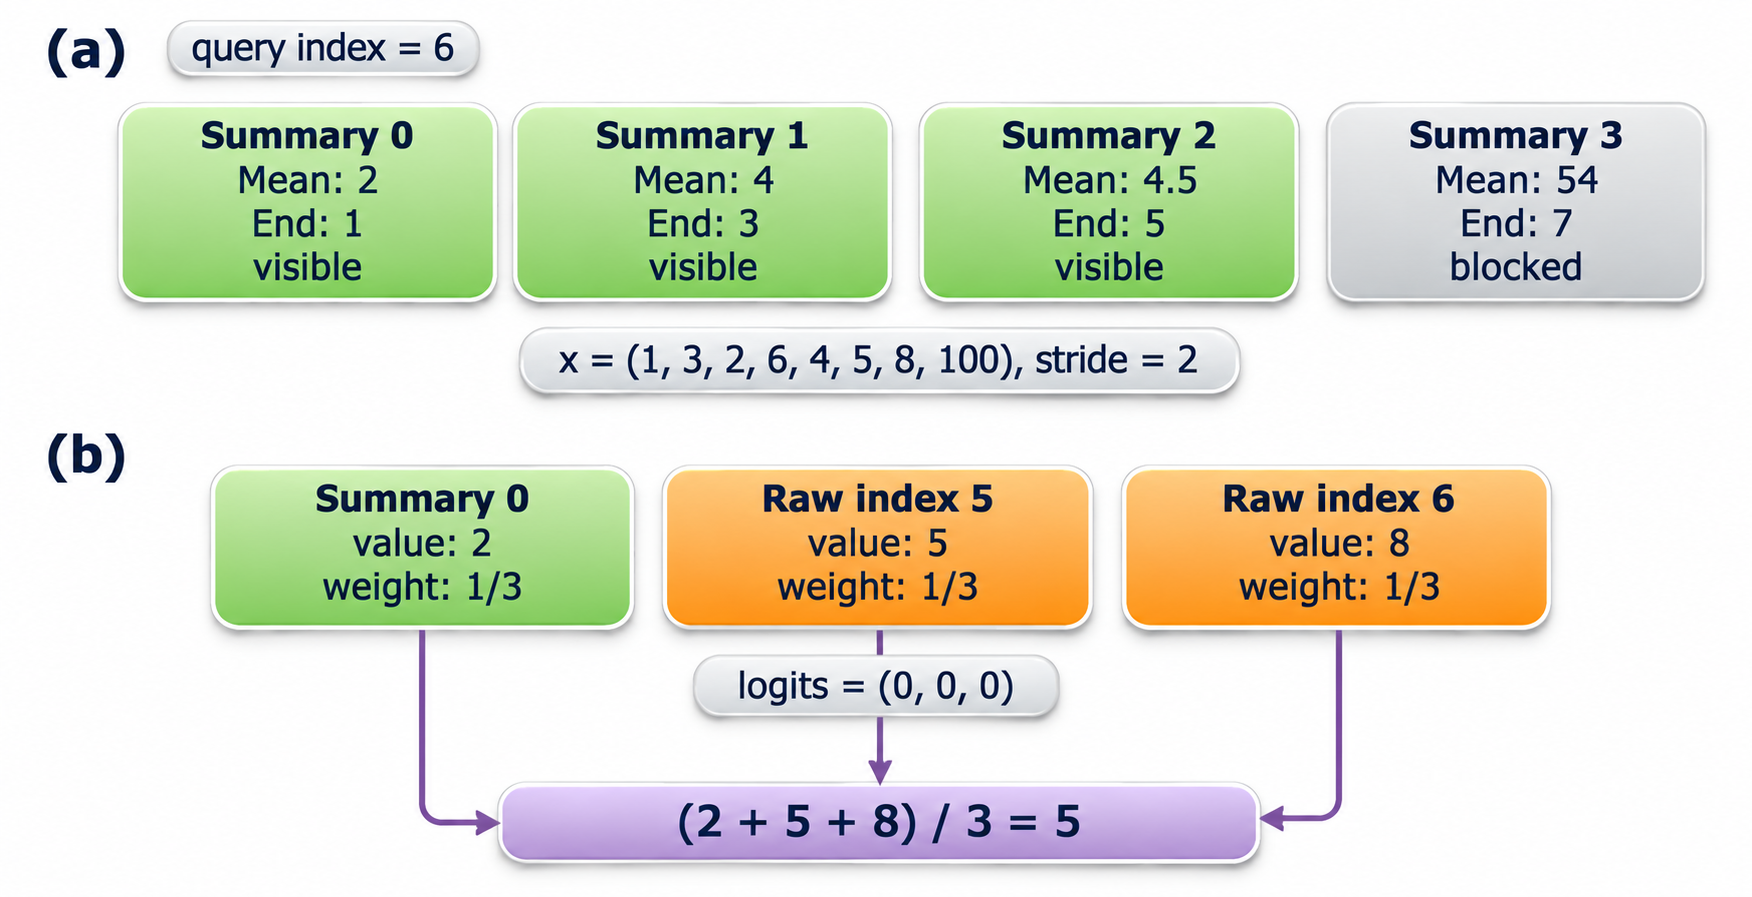 (a)
query index = 6
Summary 0
Mean: 2
End: 1
visible
Summary 1
Mean: 4
End: 3
visible
Summary 2
Mean: 4.5
End: 5
visible
Summary 3
Mean: 54
End: 7
blocked
x = (1, 3, 2, 6, 4, 5, 8, 100), stride = 2
(b)
Summary 0
value: 2
weight: 1/3
Raw index 5
value: 5
weight: 1/3
Raw index 6
value: 8
weight: 1/3
logits = (0, 0, 0)
(2 + 5 + 8) / 3 = 5